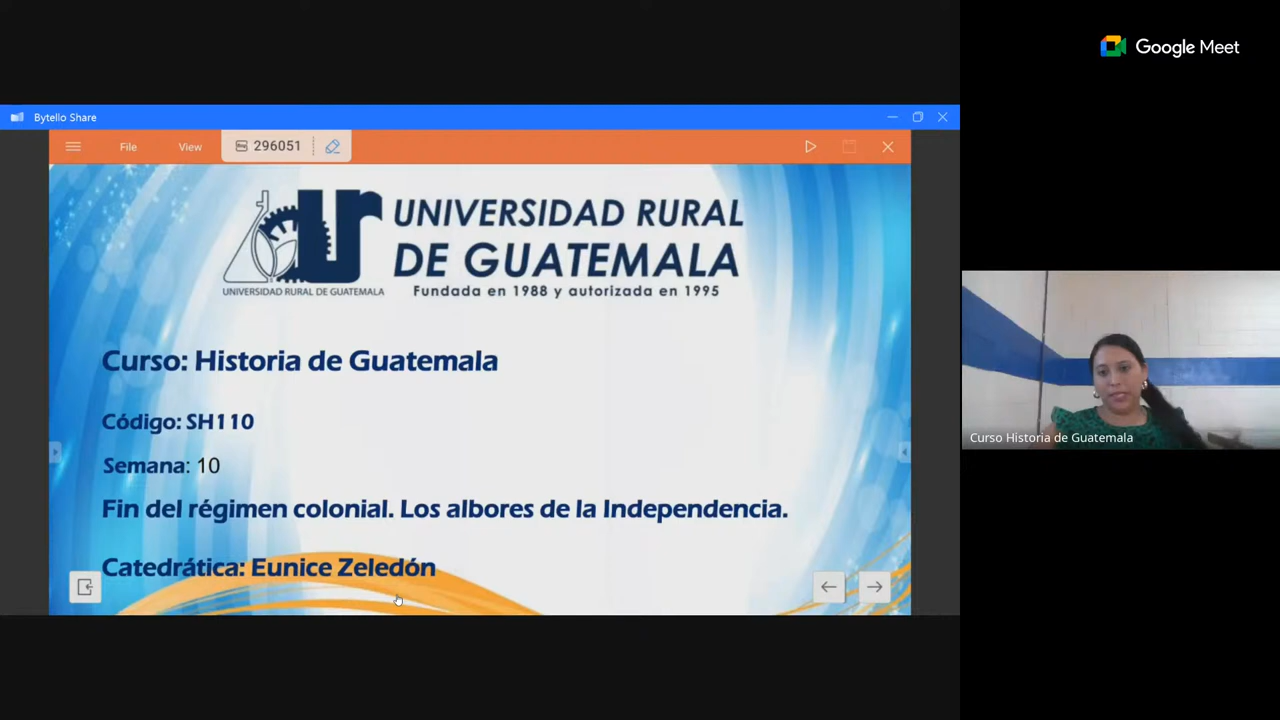 Google Meet
Bytello Share
File
View
296051
UNIVERSIDAD RURAL
DE GUATEMALA
Fundada en 1988 y autorizada en 1995
UNIVERSIDAD RURAL DE GUATEMALA
Curso: Historia de Guatemala
Código: SH110
Semana: 10
Fin del régimen colonial. Los albores de la Independencia.
Catedrática: Eunice Zeledón
Curso Historia de Guatemala